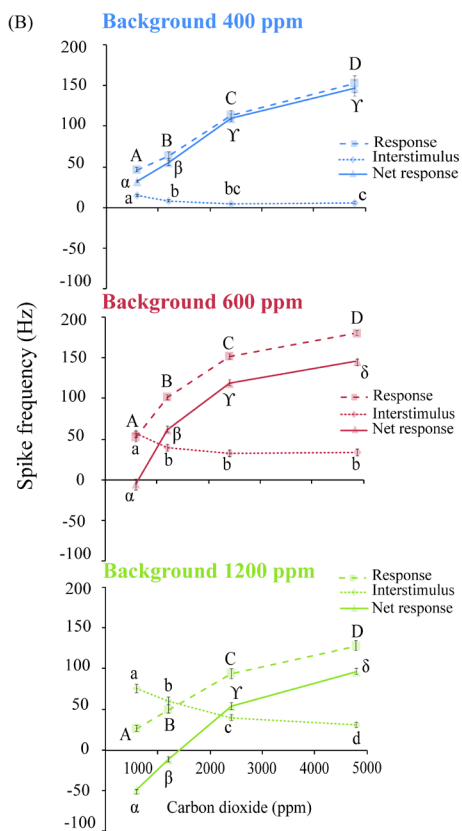 (B)
Background 400 ppm
200
150
100
50
0
-50
-100
A
B
C
D
α
β
ϒ
ϒ
a
b
bc
c
Response
Interstimulus
Net response
Background 600 ppm
200
150
100
50
0
-50
-100
A
B
C
D
a
b
b
b
α
β
ϒ
δ
Response
Interstimulus
Net response
Spike frequency (Hz)
Background 1200 ppm
200
150
100
50
0
-50
-100
a
b
c
d
A
B
C
D
α
β
ϒ
δ
Response
Interstimulus
Net response
1000 2000 3000 4000 5000
Carbon dioxide (ppm)